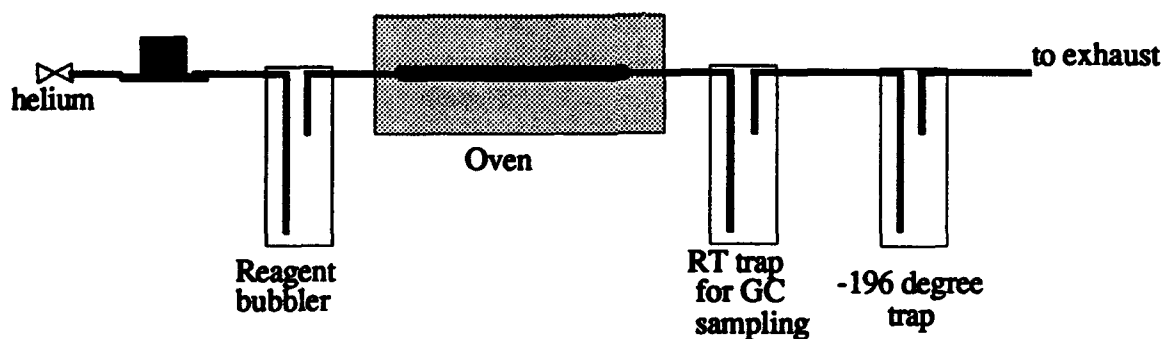 to exhaust
helium
Oven
Reagent
bubbler
RT trap
for GC
sampling
-196 degree
trap